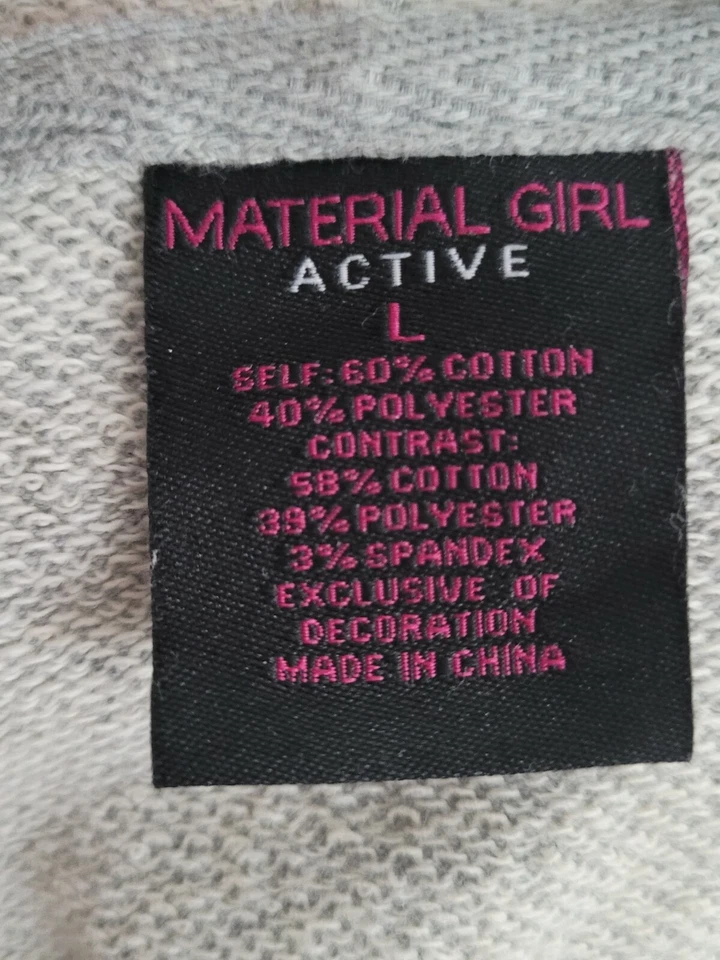 MATERIAL GIRL
ACTIVE
L
SELF: 60% COTTON
40% POLYESTER
CONTRAST:
58% COTTON
39% POLYESTER
3% SPANDEX
EXCLUSIVE OF
DECORATION
MADE IN CHINA